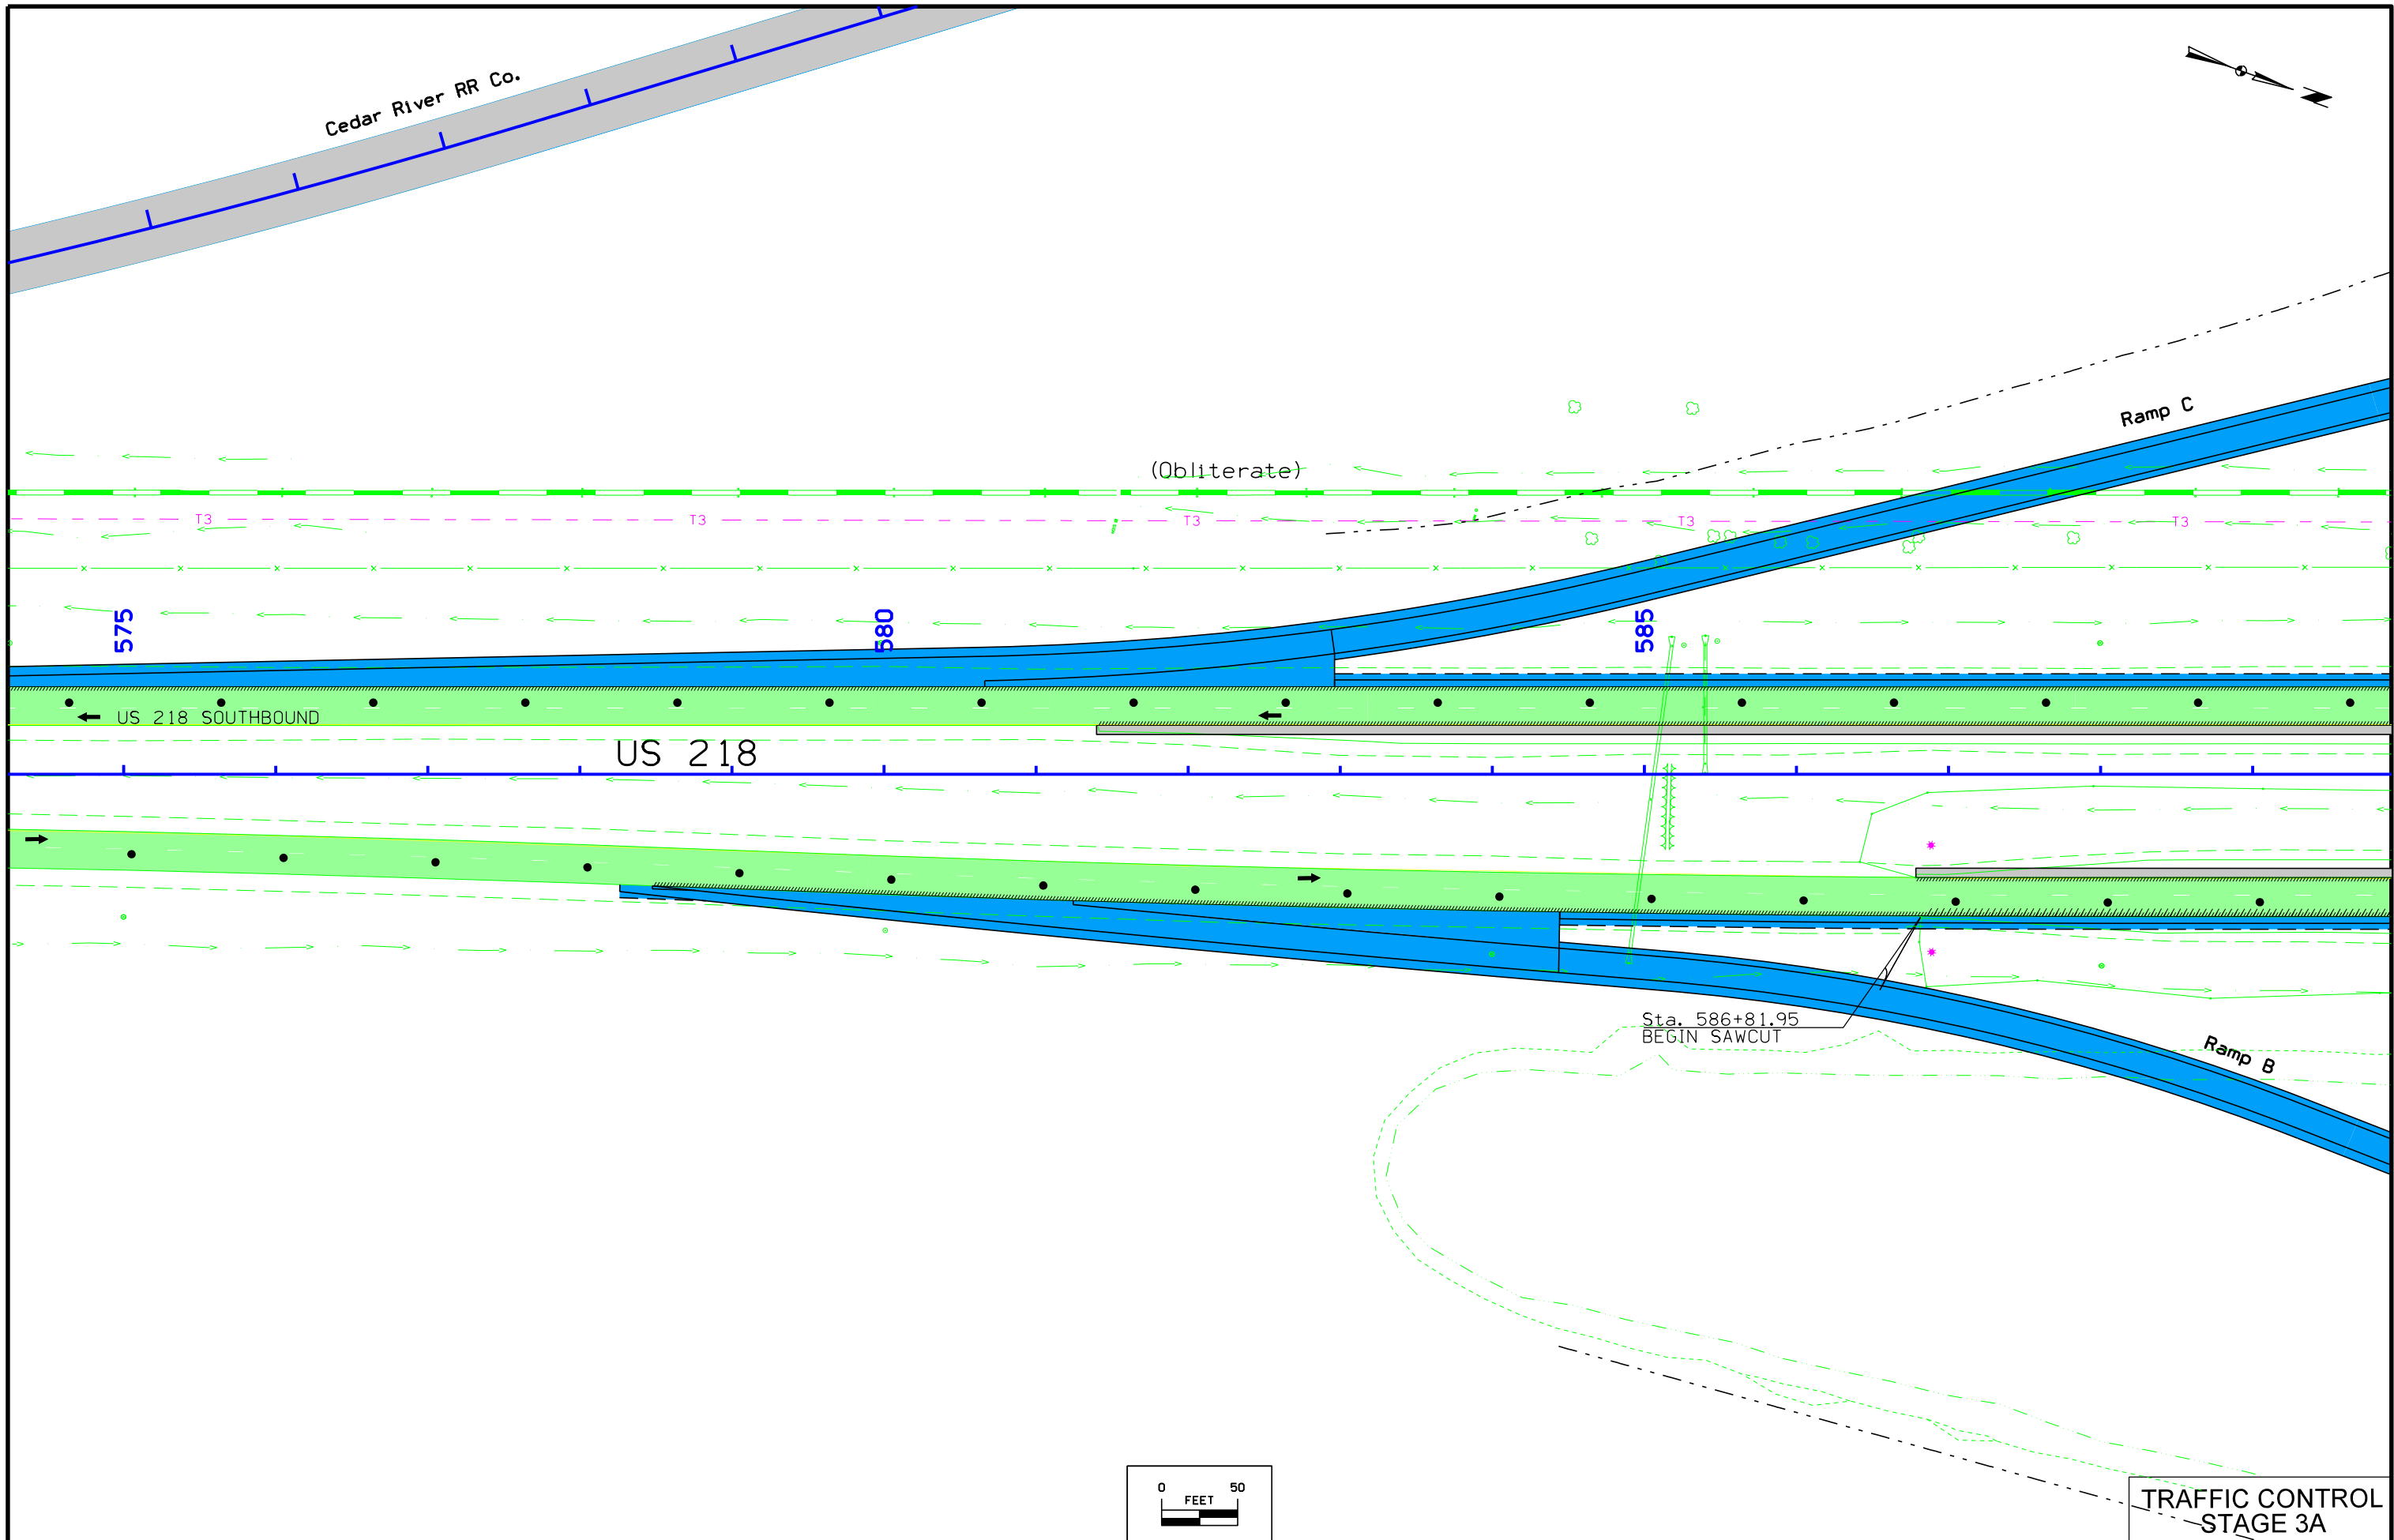 Cedar River RR Co.
Ramp C
(Obliterate)
T3
T3
T3
T3
T3
575
580
585
US 218 SOUTHBOUND
US 218
Sta. 586+81.95
BEGIN SAWCUT
Ramp B
0 50
FEET
TRAFFIC CONTROL
STAGE 3A